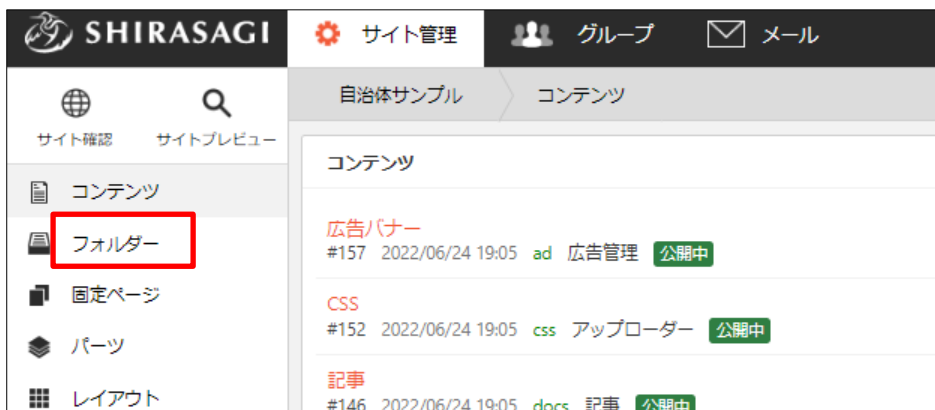 SHIRASAGI サイト管理 グループ メール
サイト確認 サイトプレビュー
自治体サンプル コンテンツ
コンテンツ
フォルダー
固定ページ
パーツ
レイアウト
コンテンツ
広告バナー
#157 2022/06/24 19:05 ad 広告管理 公開中
CSS
#152 2022/06/24 19:05 css アップローダー 公開中
記事
#146 2022/06/24 19:05 docs 記事 公開中